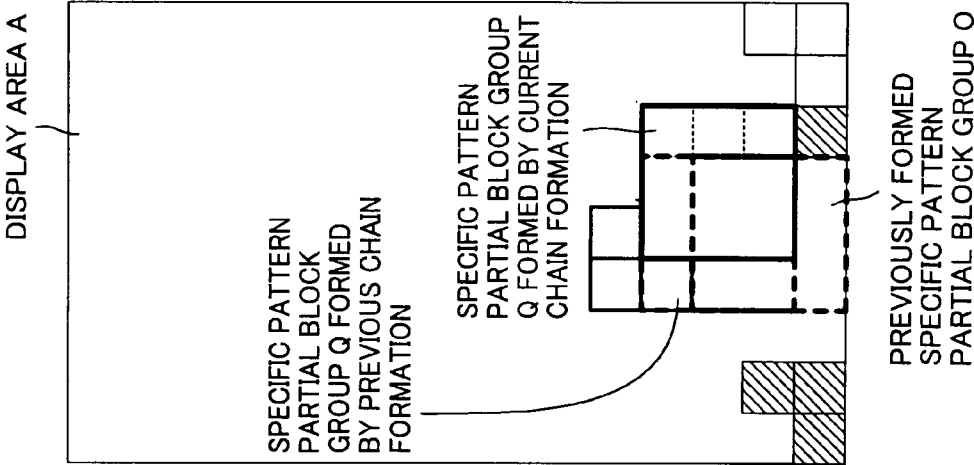 DISPLAY AREA A
SPECIFIC PATTERN
PARTIAL BLOCK
GROUP Q FORMED
BY PREVIOUS CHAIN
FORMATION
SPECIFIC PATTERN
PARTIAL BLOCK GROUP
Q FORMED BY CURRENT
CHAIN FORMATION
PREVIOUSLY FORMED
SPECIFIC PATTERN
PARTIAL BLOCK GROUP O